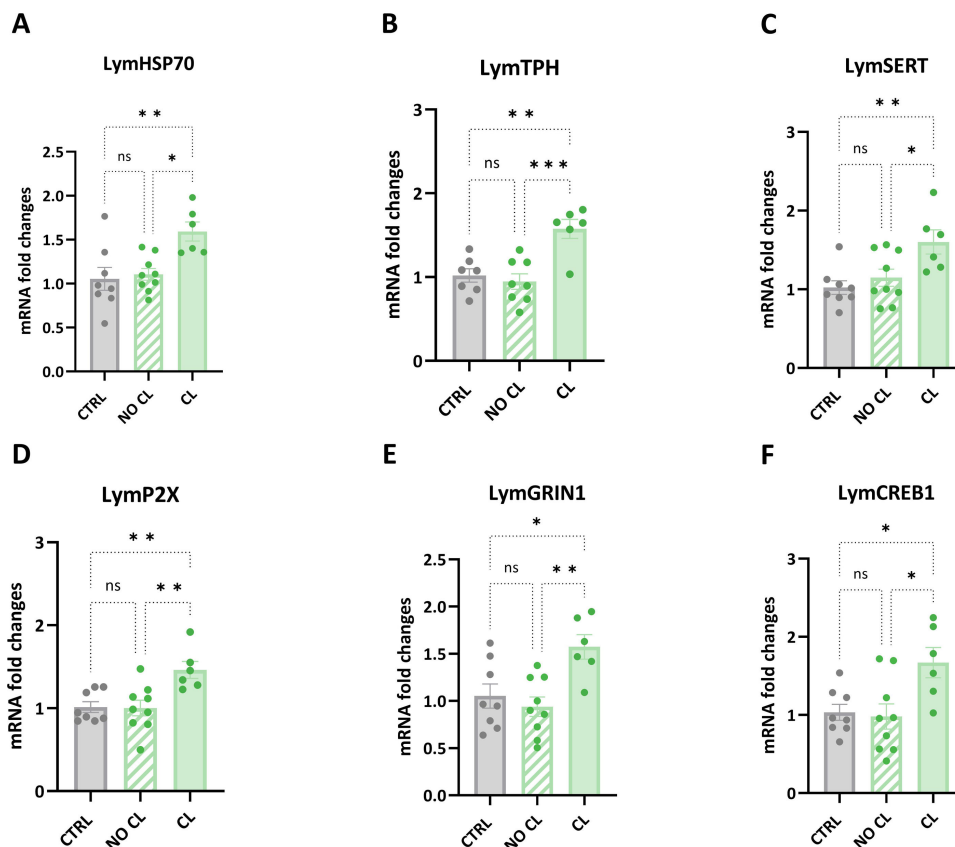 A
LymHSP70
mRNA fold changes
2.5
2.0
1.5
1.0
0.5
0.0
* *
ns
*
CTRL
NO CL
CL
B
LymTPH
mRNA fold changes
3
2
1
0
* *
ns
* * *
CTRL
NO CL
CL
C
LymSERT
mRNA fold changes
3
2
1
0
* *
ns
*
CTRL
NO CL
CL
D
LymP2X
mRNA fold changes
3
2
1
0
* *
ns
* *
CTRL
NO CL
CL
E
LymGRIN1
mRNA fold changes
2.5
2.0
1.5
1.0
0.5
0.0
*
ns
* *
CTRL
NO CL
CL
F
LymCREB1
mRNA fold changes
3
2
1
0
*
ns
*
CTRL
NO CL
CL